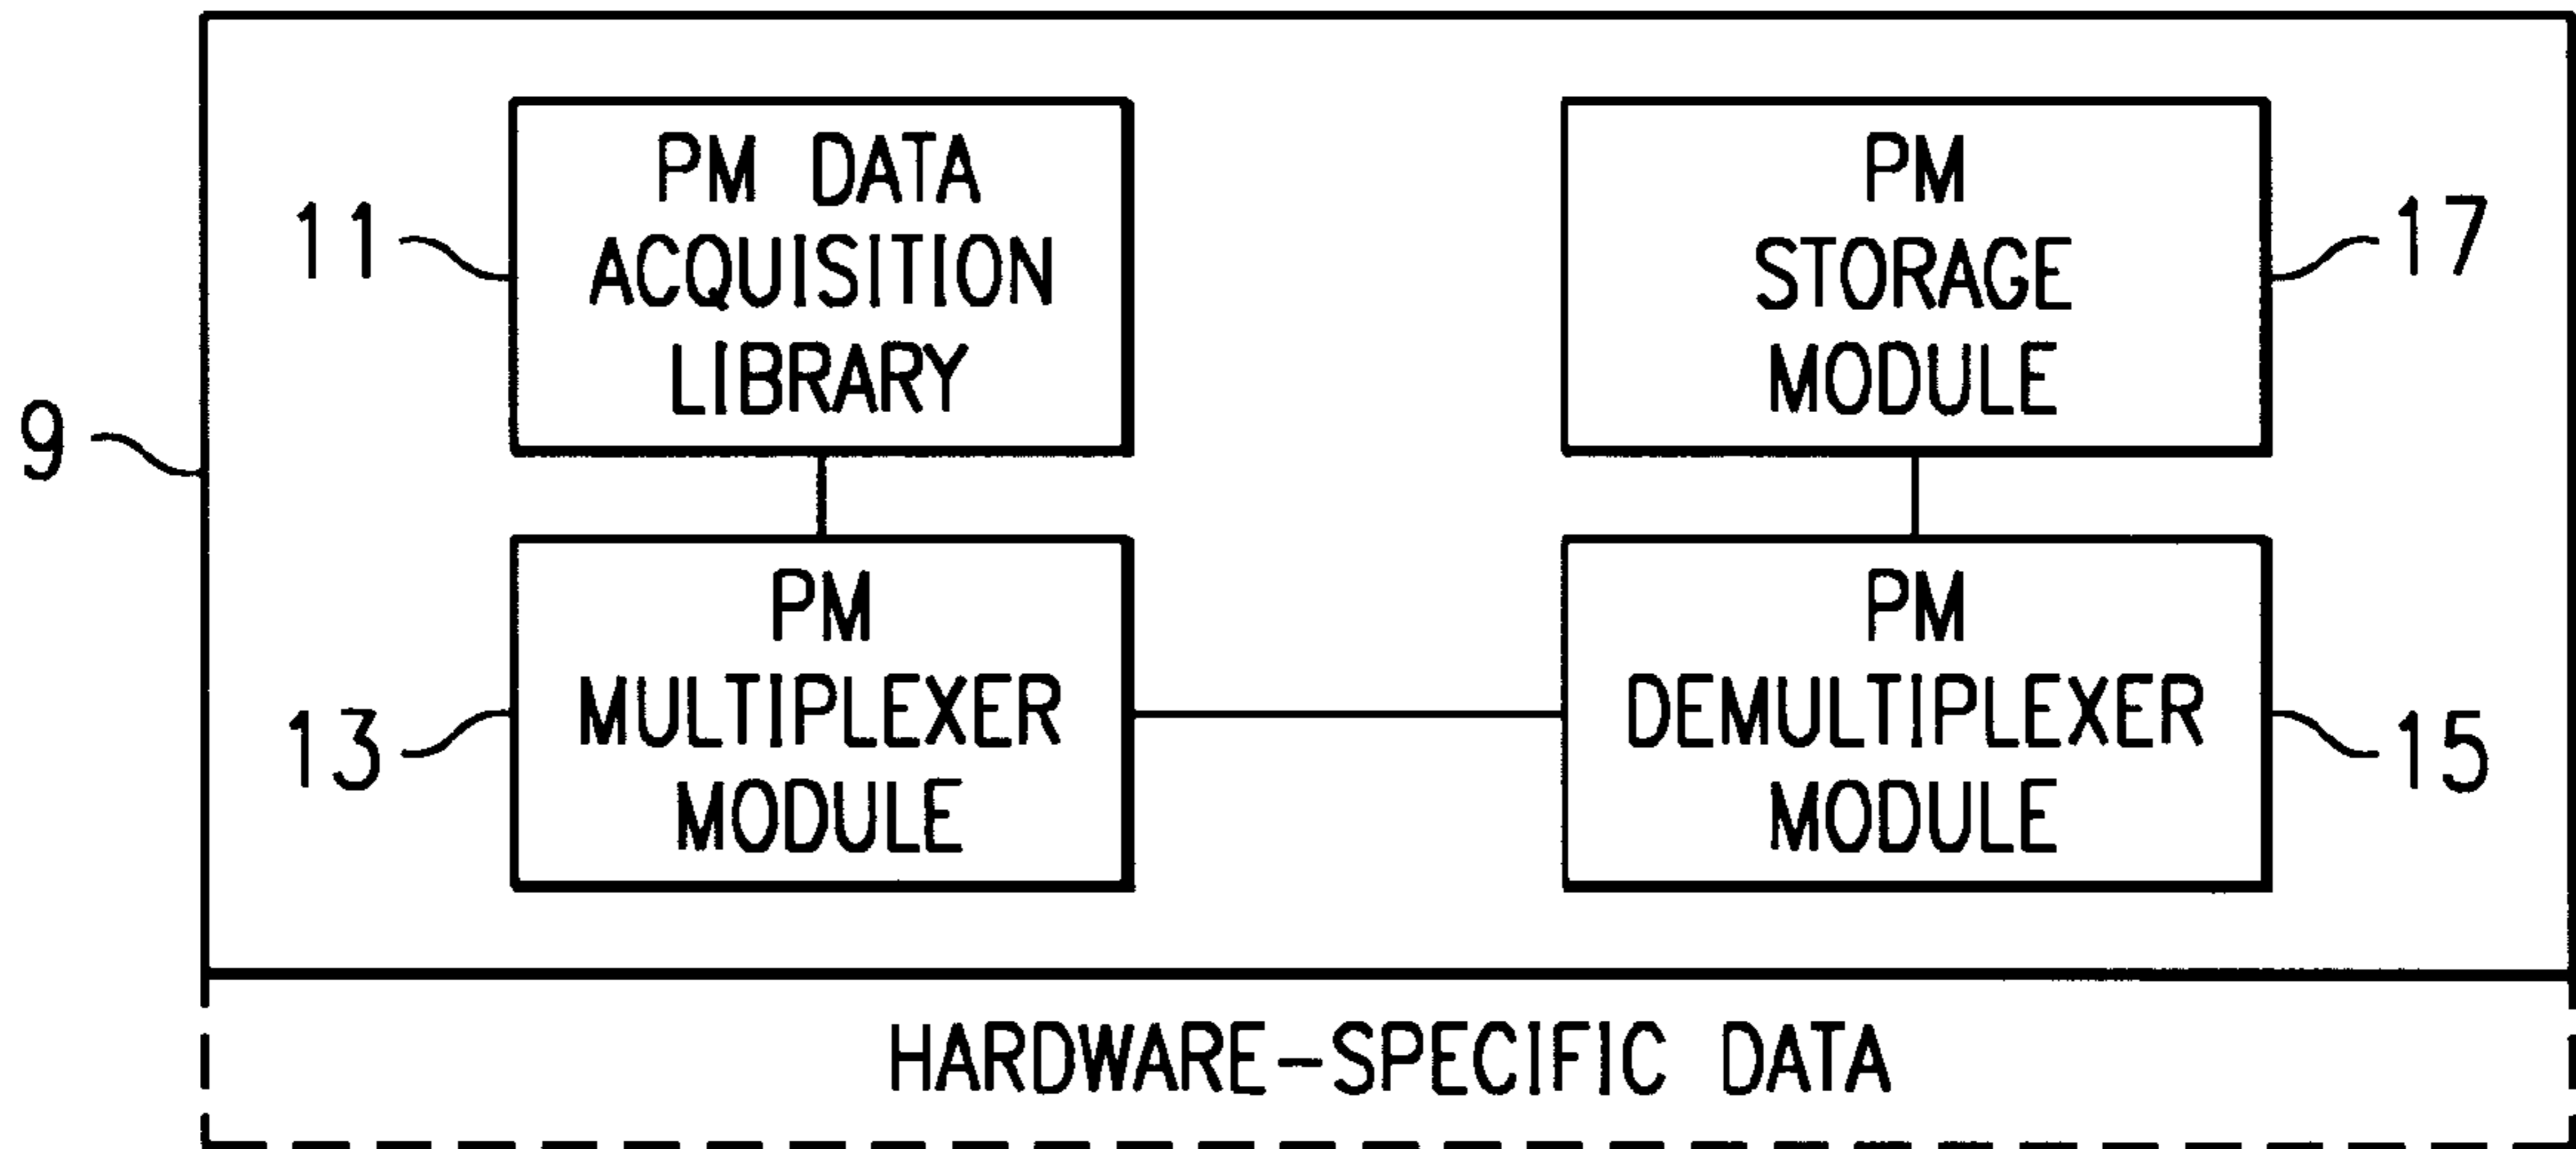 PM DATA
ACQUISITION
LIBRARY
11
PM
STORAGE
MODULE
17
9
PM
MULTIPLEXER
MODULE
13
PM
DEMULTIPLEXER
MODULE
15
HARDWARE-SPECIFIC DATA